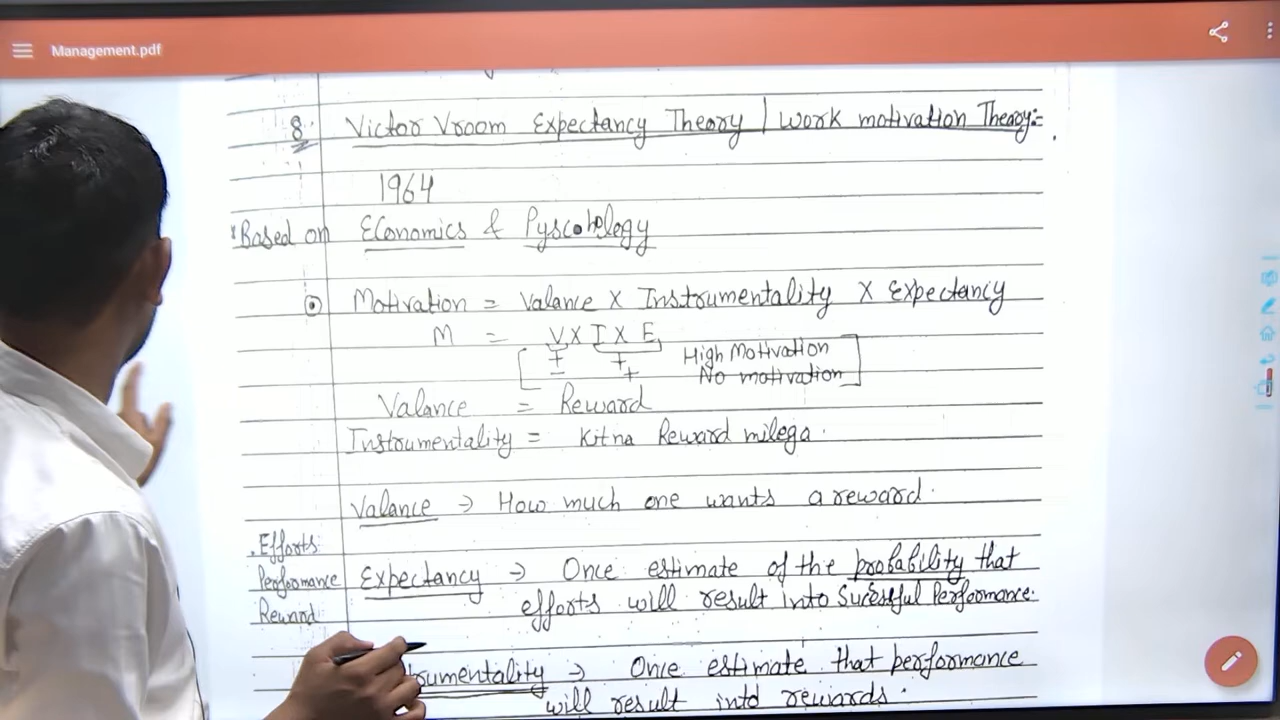 Management.pdf
8. Victor Vroom Expectancy Theory | Work motivation Theory:=
1964
*Based on Economics & Pyscohology
Motivation = Valance X Instrumentality X Expectancy
M = V X I X E
+ + High Motivation
- + No motivation
Valance = Reward
Instrumentality = Kitna Reward milega.
Valance → How much one wants a reward.
.Efforts
Performance
Reward
Expectancy → Once estimate of the probability that
efforts will result into Sucessful Performance.
trumentality → Once estimate that performance
will result into rewards.